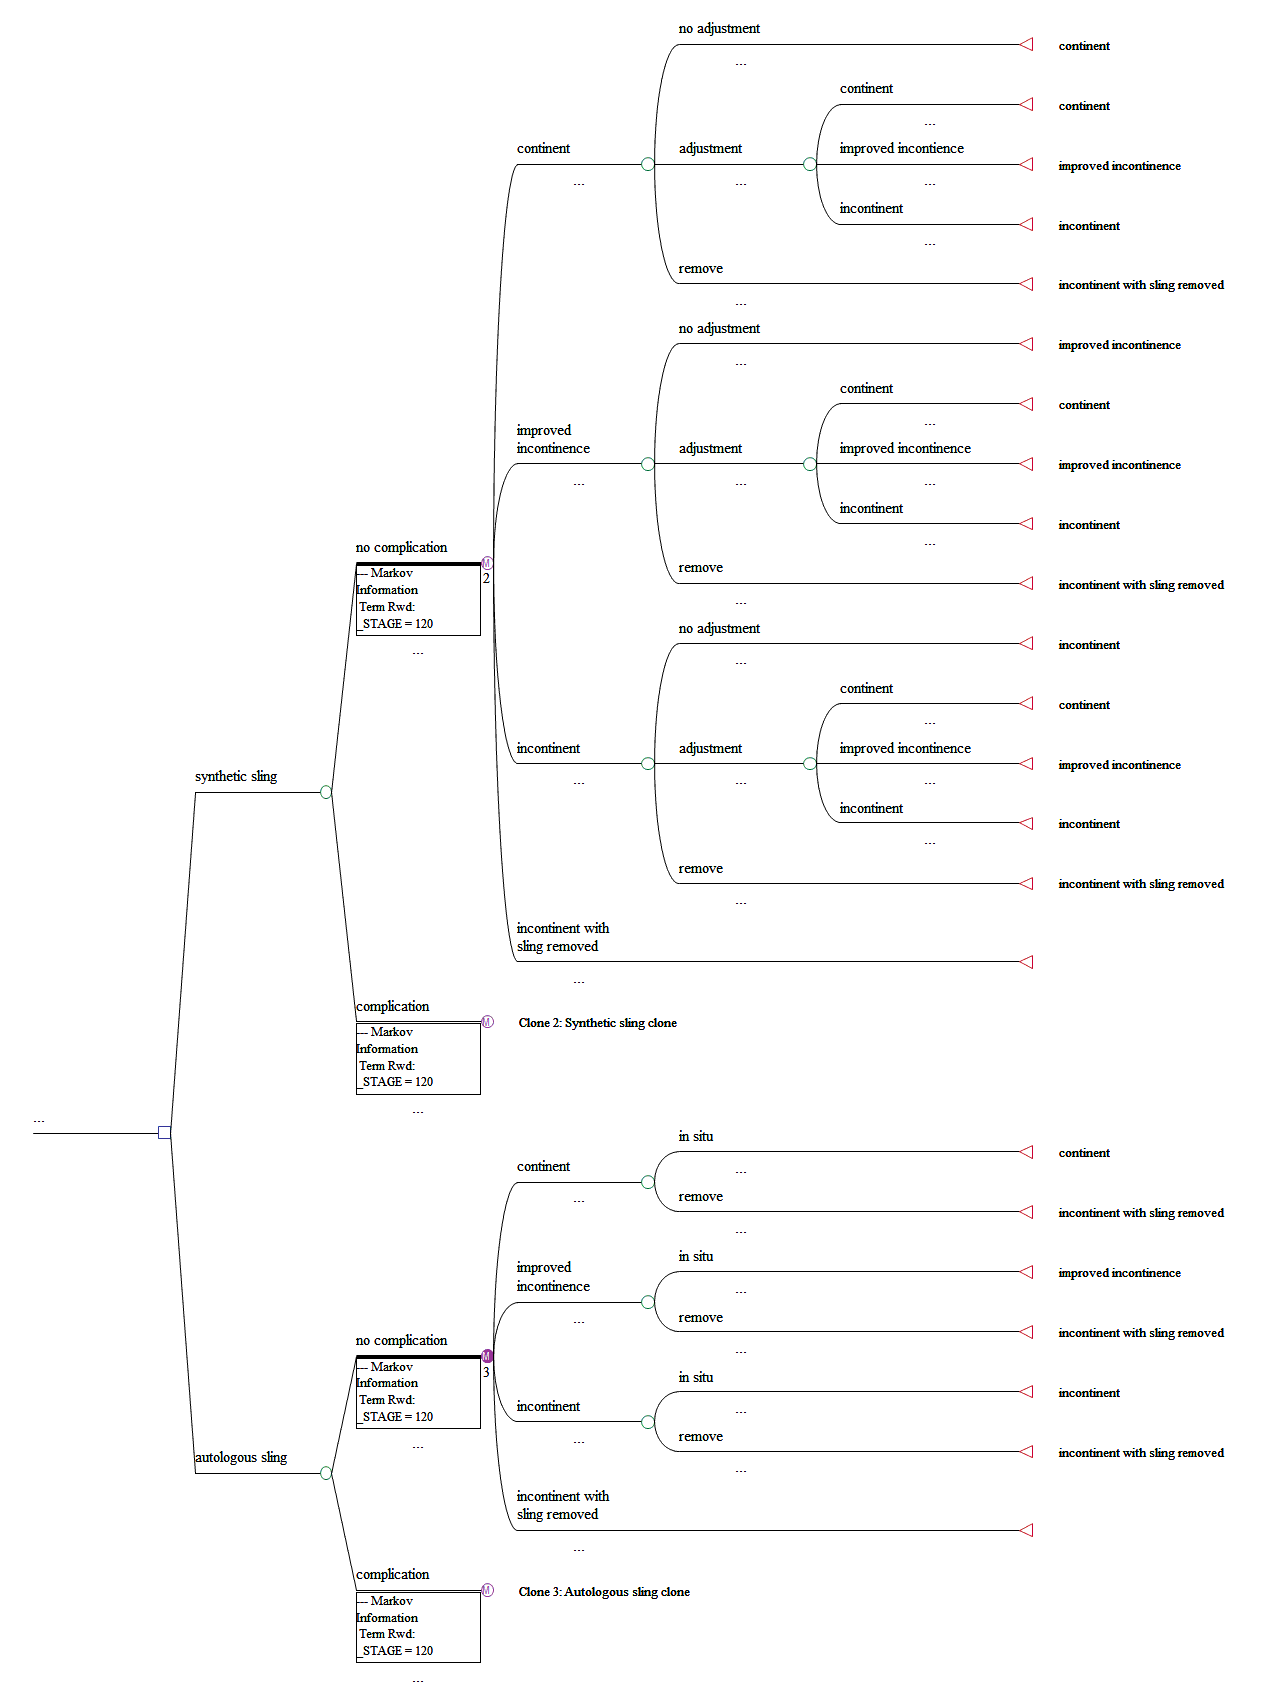 no adjustment
continent
...
continent
continent
...
continent
...
adjustment
...
improved incontience
improved incontinence
...
incontinent
incontinent
...
remove
incontinent with sling removed
...
no adjustment
improved incontinence
...
continent
continent
...
improved
incontinence
...
adjustment
...
improved incontinence
improved incontinence
...
incontinent
incontinent
...
no complication
2
--- Markov
Information
Term Rwd:
_STAGE = 120
...
remove
incontinent with sling removed
...
no adjustment
incontinent
...
continent
continent
...
incontinent
...
adjustment
...
improved incontinence
improved incontinence
...
incontinent
incontinent
...
synthetic sling
remove
incontinent with sling removed
...
incontinent with
sling removed
...
complication
M
Clone 2: Synthetic sling clone
--- Markov
Information
Term Rwd:
_STAGE = 120
...
...
in situ
continent
...
continent
...
remove
incontinent with sling removed
...
in situ
improved incontinence
...
improved
incontinence
...
remove
incontinent with sling removed
...
no complication
M
3
--- Markov
Information
Term Rwd:
_STAGE = 120
...
in situ
incontinent
...
incontinent
...
remove
incontinent with sling removed
...
autologous sling
incontinent with
sling removed
...
complication
M
Clone 3: Autologous sling clone
--- Markov
Information
Term Rwd:
_STAGE = 120
...